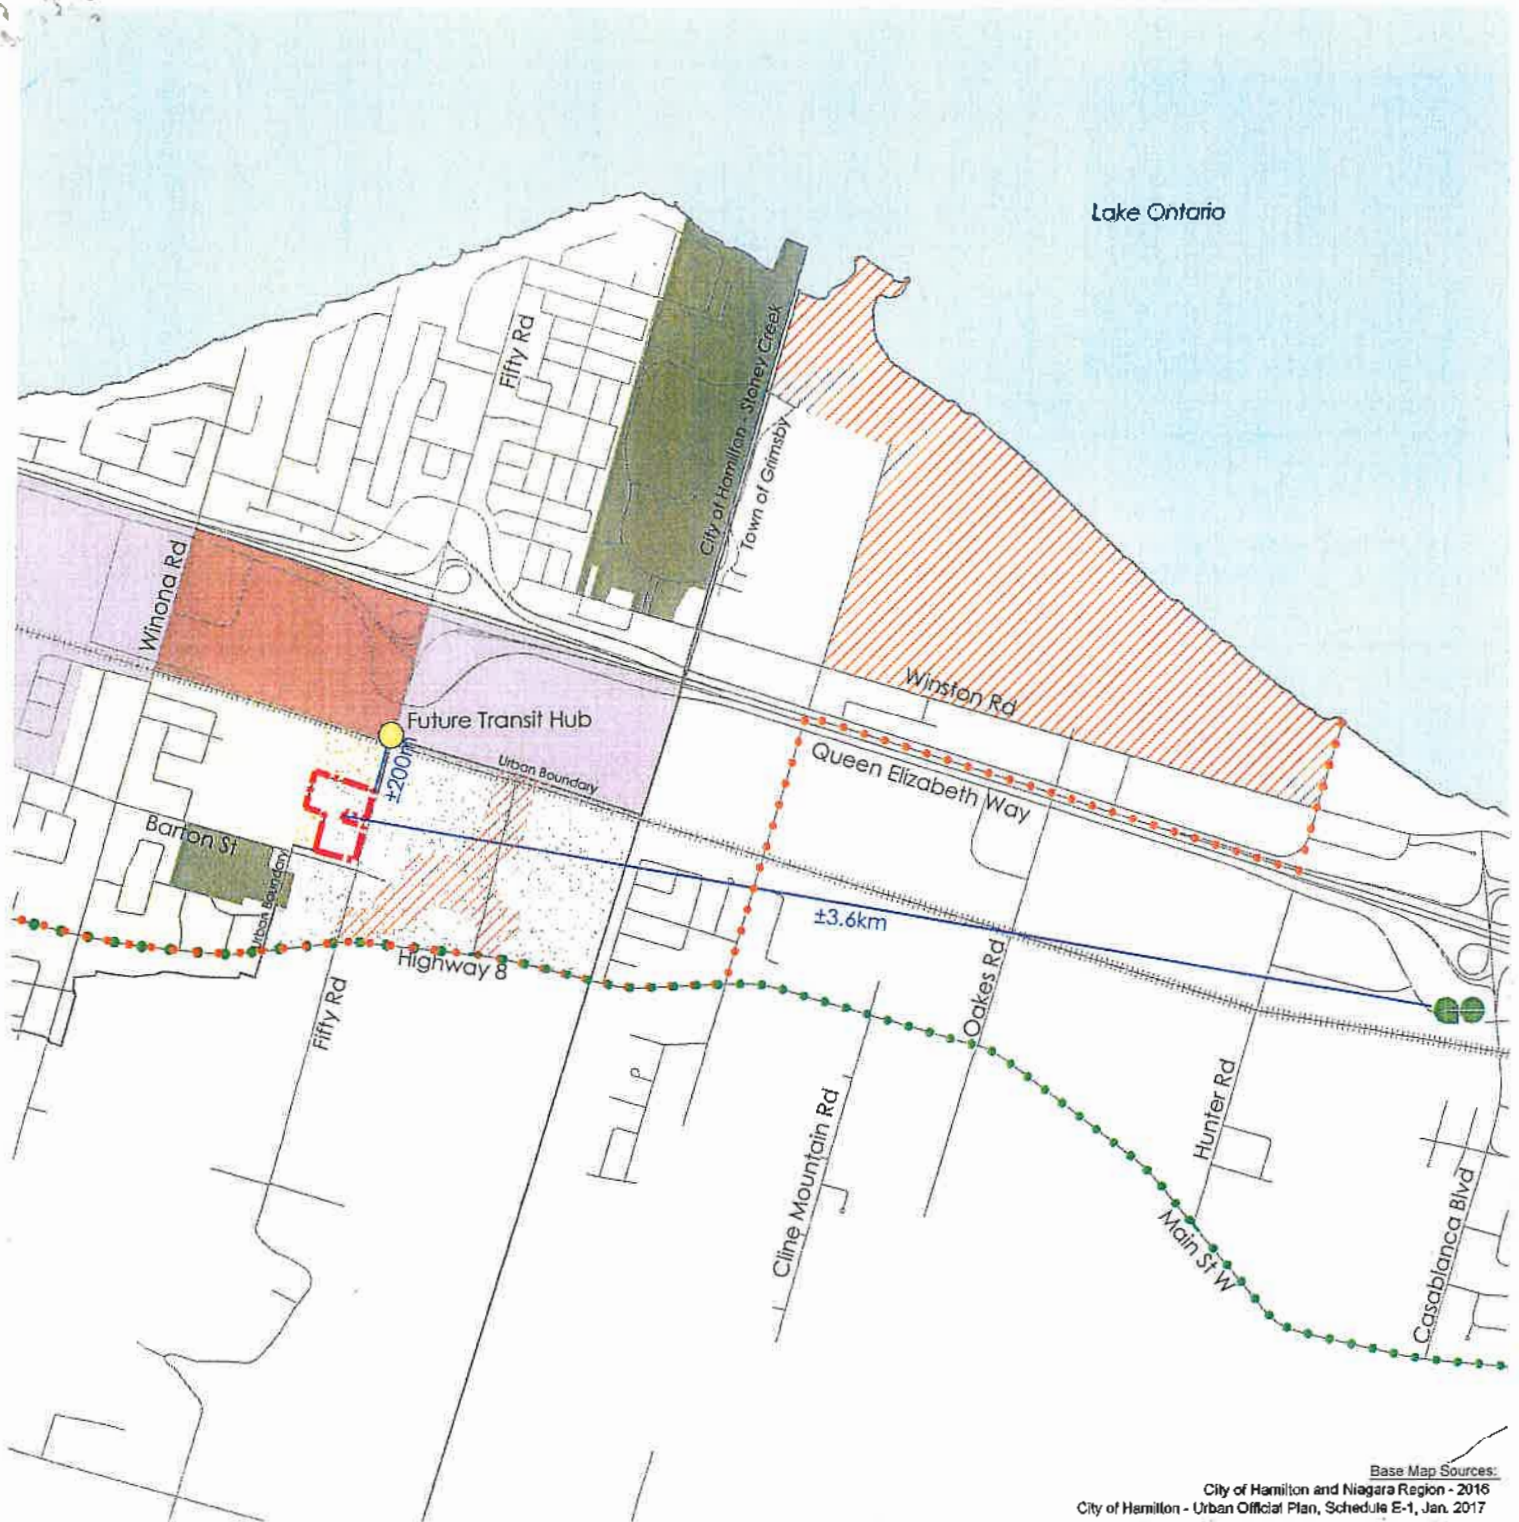 Lake Ontario
Fifty Rd
City of Hamilton - Stoney Creek
Town of Grimsby
Winona Rd
Winston Rd
Future Transit Hub
±200m
Urban Boundary
Queen Elizabeth Way
Barton St
Urban Boundary
±3.6km
Highway 8
Fifty Rd
Oakes Rd
Cline Mountain Rd
Hunter Rd
Main St W
Casablanca Blvd
Base Map Sources:
City of Hamilton and Niagara Region - 2016
City of Hamilton - Urban Official Plan, Schedule E-1, Jan. 2017